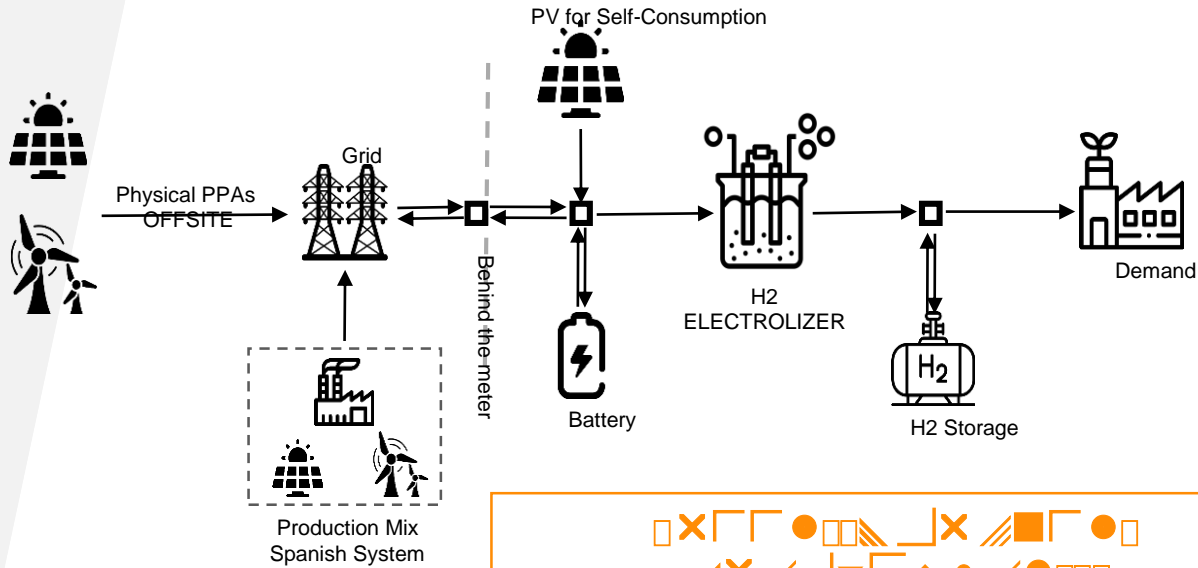 PV for Self-Consumption
Grid
Physical PPAs
OFFSITE
Behind the meter
H2
ELECTROLIZER
Demand
Battery
H2
H2 Storage
Production Mix
Spanish System